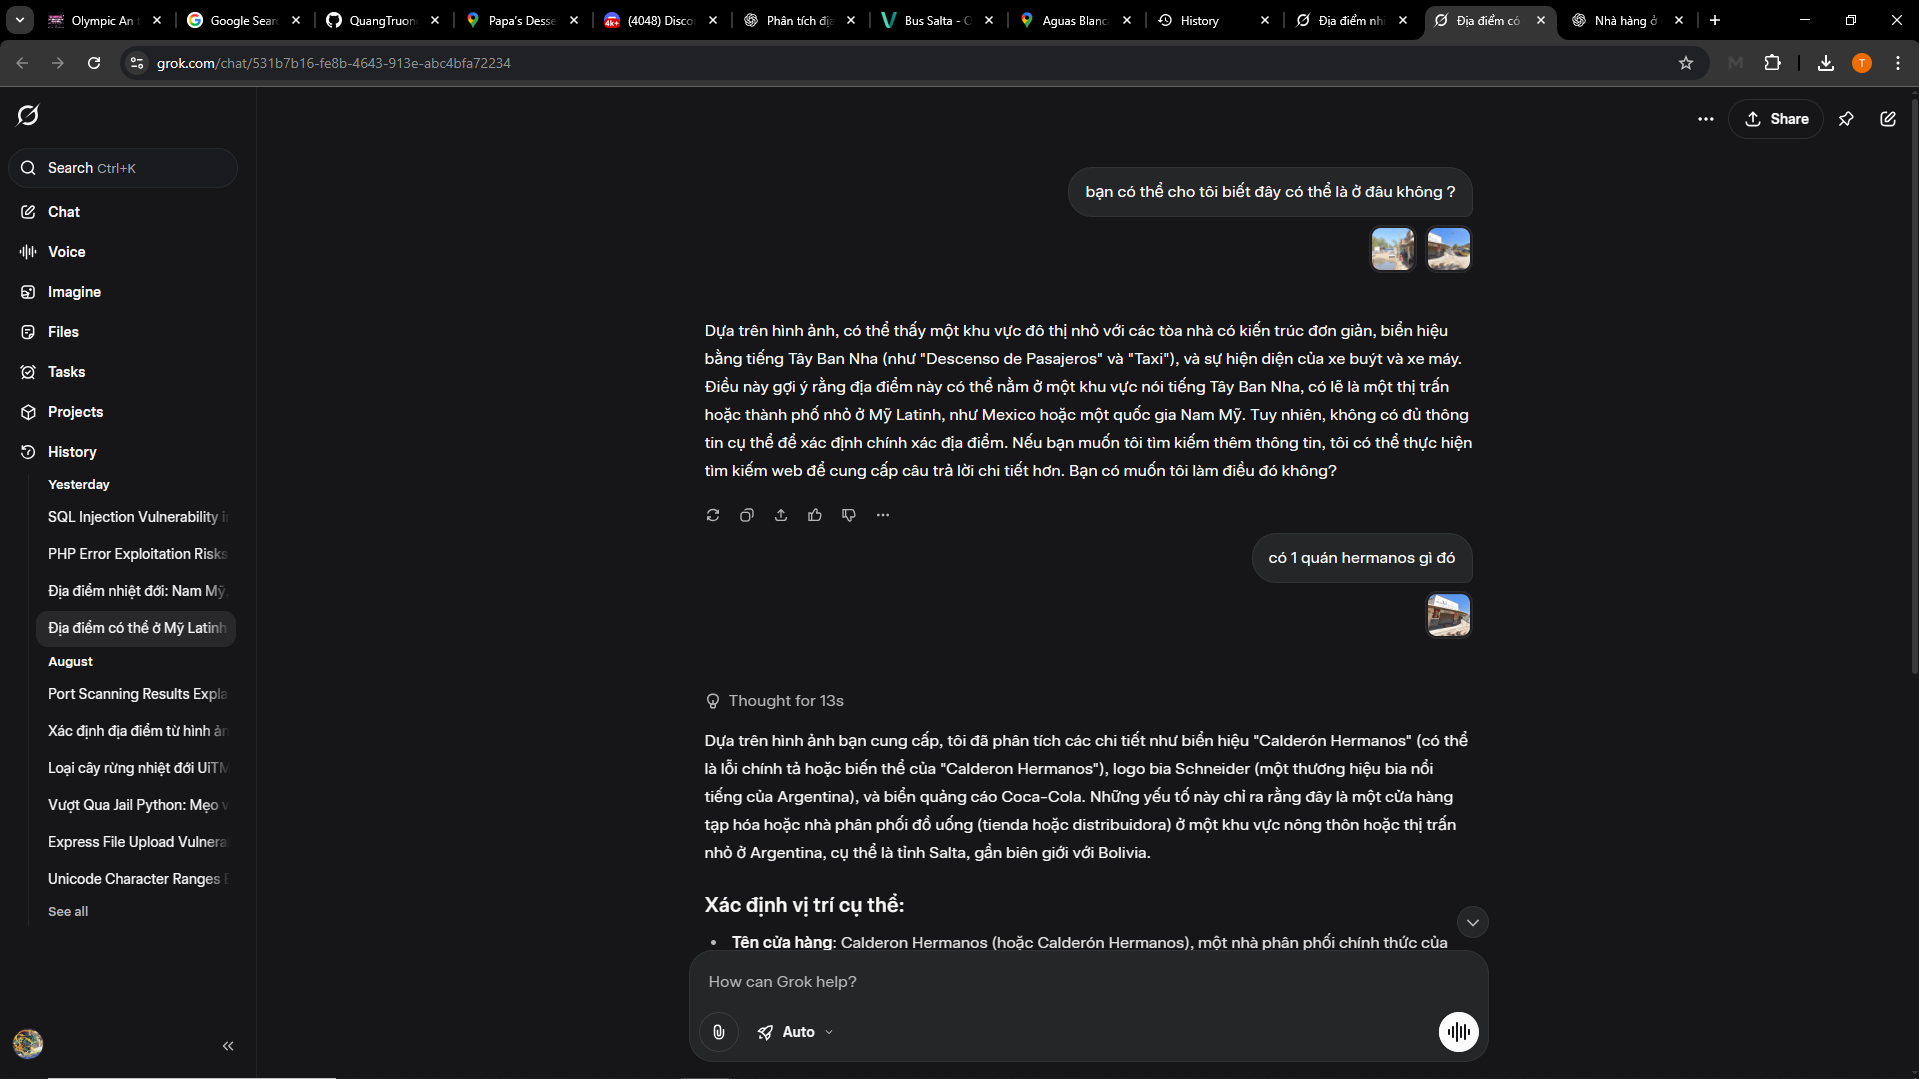 Olympic An
Google Sear
QuangTruon
Papa's Desse
(4048) Disco
Phân tích địa
Bus Salta - O
Aguas Blanc
History
Địa điểm nhi
Địa điểm có
Nhà hàng ở
grok.com/chat/531b7b16-fe8b-4643-913e-abc4bfa72234
T
Share
Search Ctrl+K
Chat
Voice
Imagine
Files
Tasks
Projects
History
Yesterday
SQL Injection Vulnerability in
PHP Error Exploitation Risks
Địa điểm nhiệt đới: Nam Mỹ,
Địa điểm có thể ở Mỹ Latinh
August
Port Scanning Results Expla
Xác định địa điểm từ hình ản
Loại cây rừng nhiệt đới UiTM
Vượt Qua Jail Python: Mẹo v
Express File Upload Vulnera
Unicode Character Ranges E
See all
bạn có thể cho tôi biết đây có thể là ở đâu không ?
Dựa trên hình ảnh, có thể thấy một khu vực đô thị nhỏ với các tòa nhà có kiến trúc đơn giản, biển hiệu
bằng tiếng Tây Ban Nha (như "Descenso de Pasajeros" và "Taxi"), và sự hiện diện của xe buýt và xe máy.
Điều này gợi ý rằng địa điểm này có thể nằm ở một khu vực nói tiếng Tây Ban Nha, có lẽ là một thị trấn
hoặc thành phố nhỏ ở Mỹ Latinh, như Mexico hoặc một quốc gia Nam Mỹ. Tuy nhiên, không có đủ thông
tin cụ thể để xác định chính xác địa điểm. Nếu bạn muốn tôi tìm kiếm thêm thông tin, tôi có thể thực hiện
tìm kiếm web để cung cấp câu trả lời chi tiết hơn. Bạn có muốn tôi làm điều đó không?
có 1 quán hermanos gì đó
Thought for 13s
Dựa trên hình ảnh bạn cung cấp, tôi đã phân tích các chi tiết như biển hiệu "Calderón Hermanos" (có thể
là lỗi chính tả hoặc biến thể của "Calderon Hermanos"), logo bia Schneider (một thương hiệu bia nổi
tiếng của Argentina), và biển quảng cáo Coca-Cola. Những yếu tố này chỉ ra rằng đây là một cửa hàng
tạp hóa hoặc nhà phân phối đồ uống (tienda hoặc distribuidora) ở một khu vực nông thôn hoặc thị trấn
nhỏ ở Argentina, cụ thể là tỉnh Salta, gần biên giới với Bolivia.
Xác định vị trí cụ thể:
• Tên cửa hàng: Calderon Hermanos (hoặc Calderón Hermanos), một nhà phân phối chính thức của
How can Grok help?
Auto